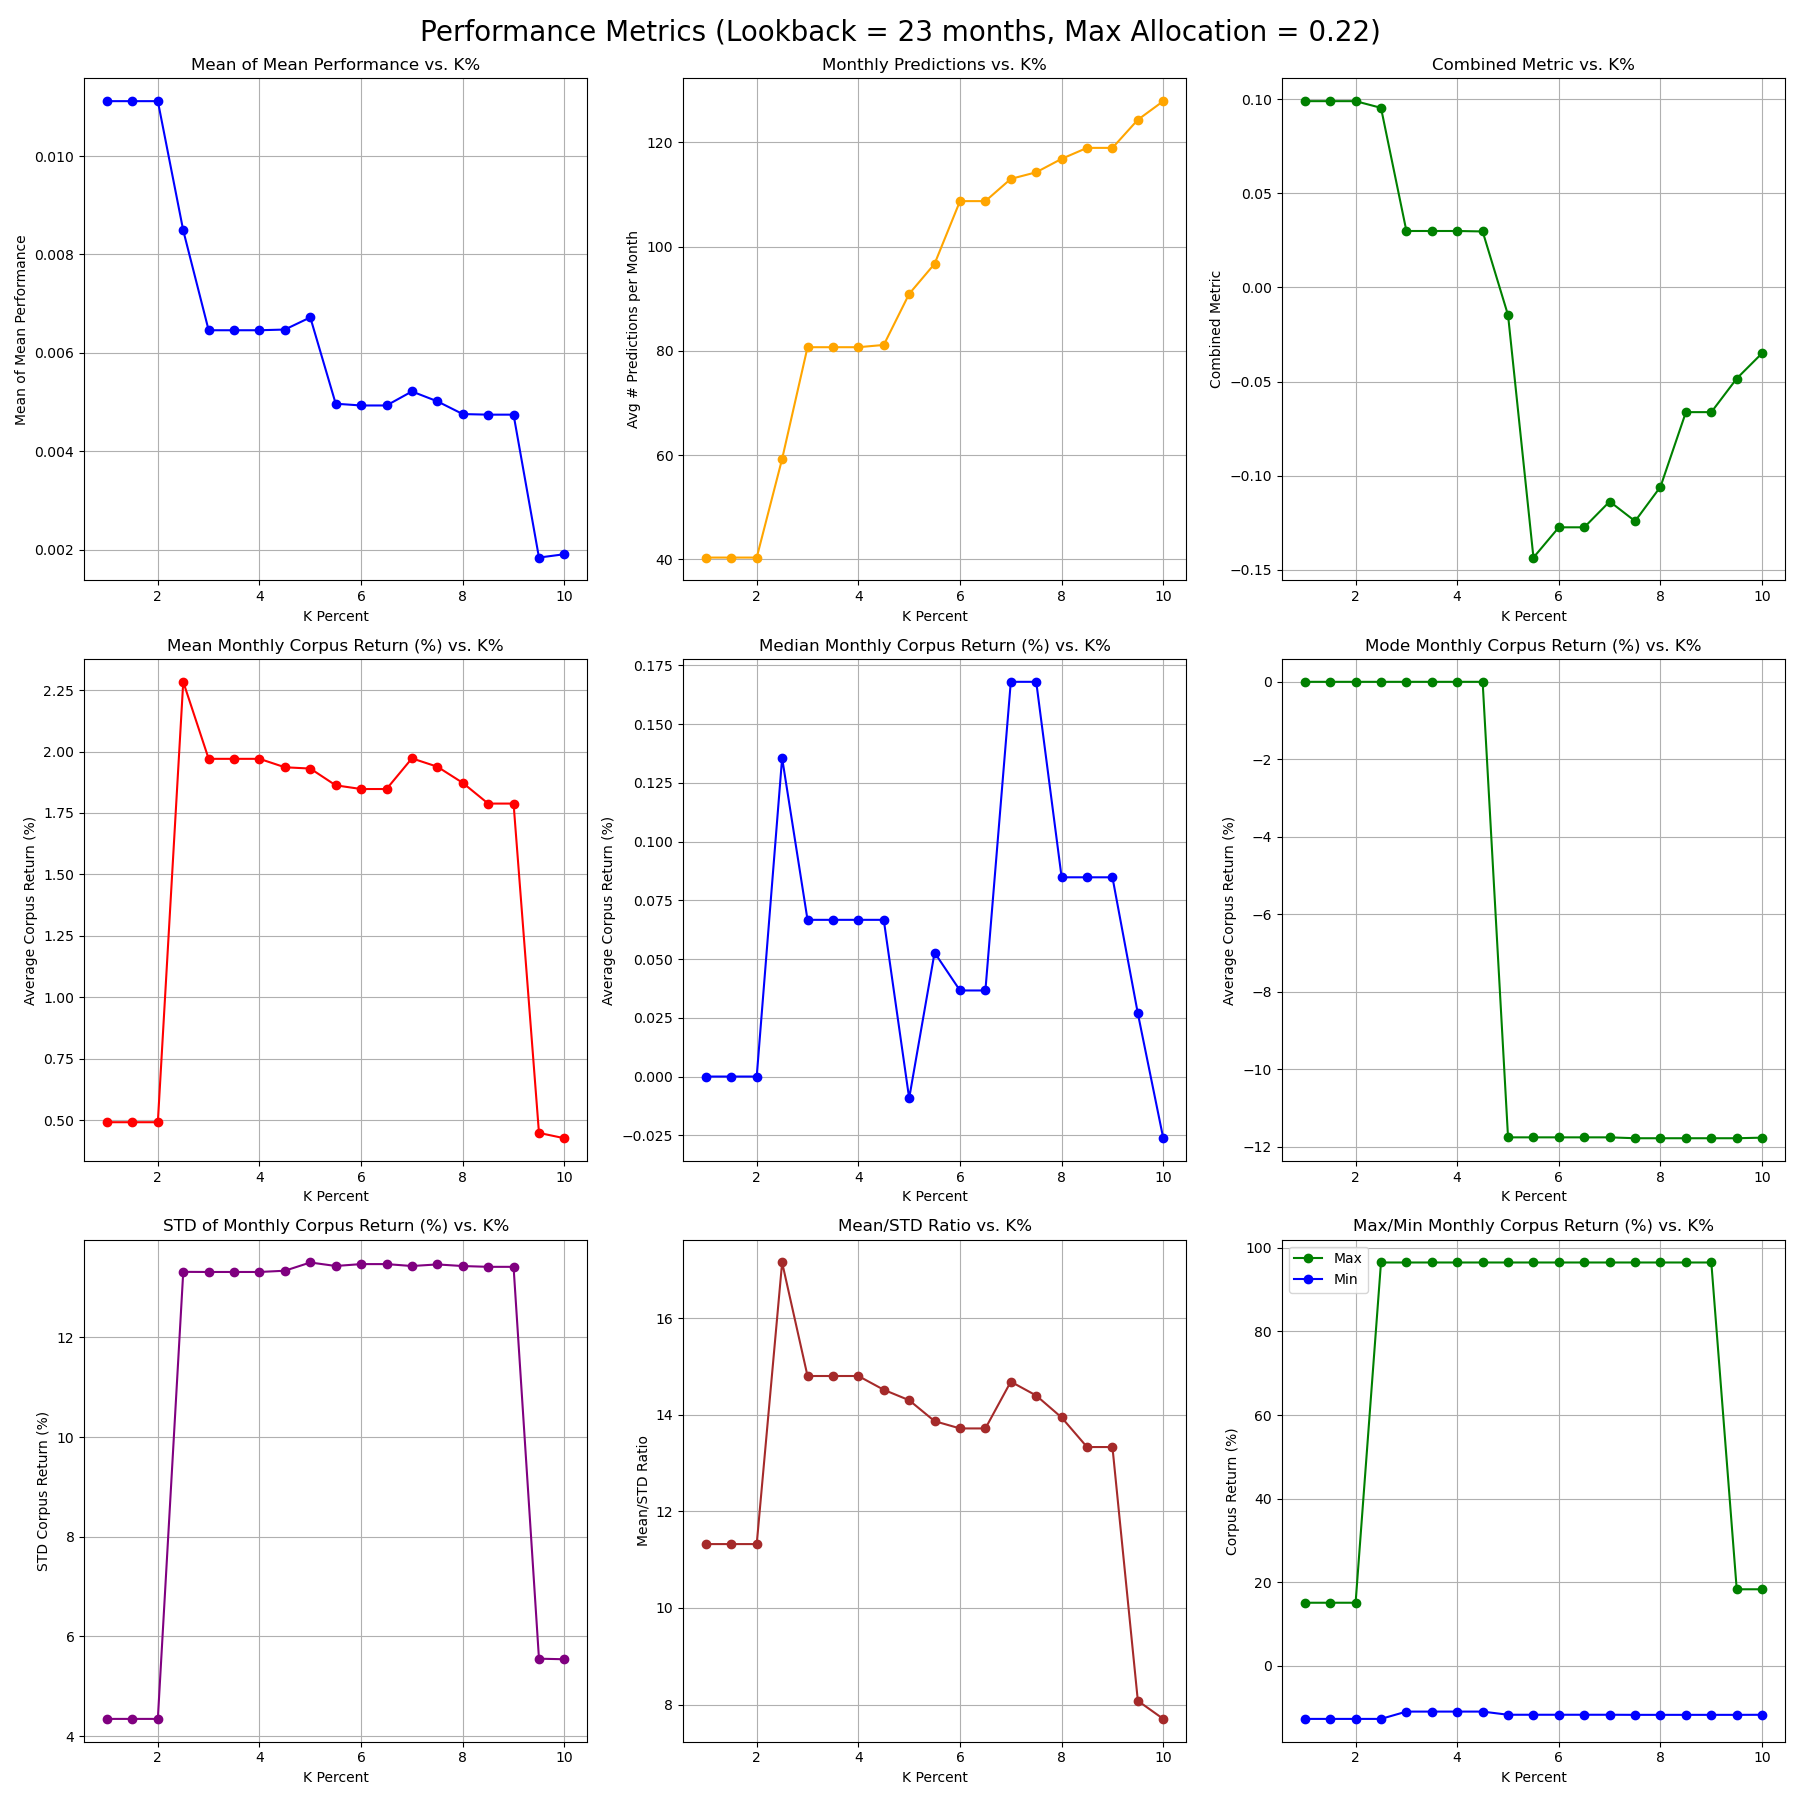 Performance Metrics (Lookback = 23 months, Max Allocation = 0.22)
Mean of Mean Performance vs. K%
Mean of Mean Performance
0.010
0.008
0.006
0.004
0.002
2 4 6 8 10
K Percent
Monthly Predictions vs. K%
Avg # Predictions per Month
120
100
80
60
40
2 4 6 8 10
K Percent
Combined Metric vs. K%
Combined Metric
0.10
0.05
0.00
−0.05
−0.10
−0.15
2 4 6 8 10
K Percent
Mean Monthly Corpus Return (%) vs. K%
Average Corpus Return (%)
2.25
2.00
1.75
1.50
1.25
1.00
0.75
0.50
2 4 6 8 10
K Percent
Median Monthly Corpus Return (%) vs. K%
Average Corpus Return (%)
0.175
0.150
0.125
0.100
0.075
0.050
0.025
0.000
−0.025
2 4 6 8 10
K Percent
Mode Monthly Corpus Return (%) vs. K%
Average Corpus Return (%)
0
−2
−4
−6
−8
−10
−12
2 4 6 8 10
K Percent
STD of Monthly Corpus Return (%) vs. K%
STD Corpus Return (%)
12
10
8
6
4
2 4 6 8 10
K Percent
Mean/STD Ratio vs. K%
Mean/STD Ratio
16
14
12
10
8
2 4 6 8 10
K Percent
Max/Min Monthly Corpus Return (%) vs. K%
Corpus Return (%)
Max
Min
100
80
60
40
20
0
2 4 6 8 10
K Percent